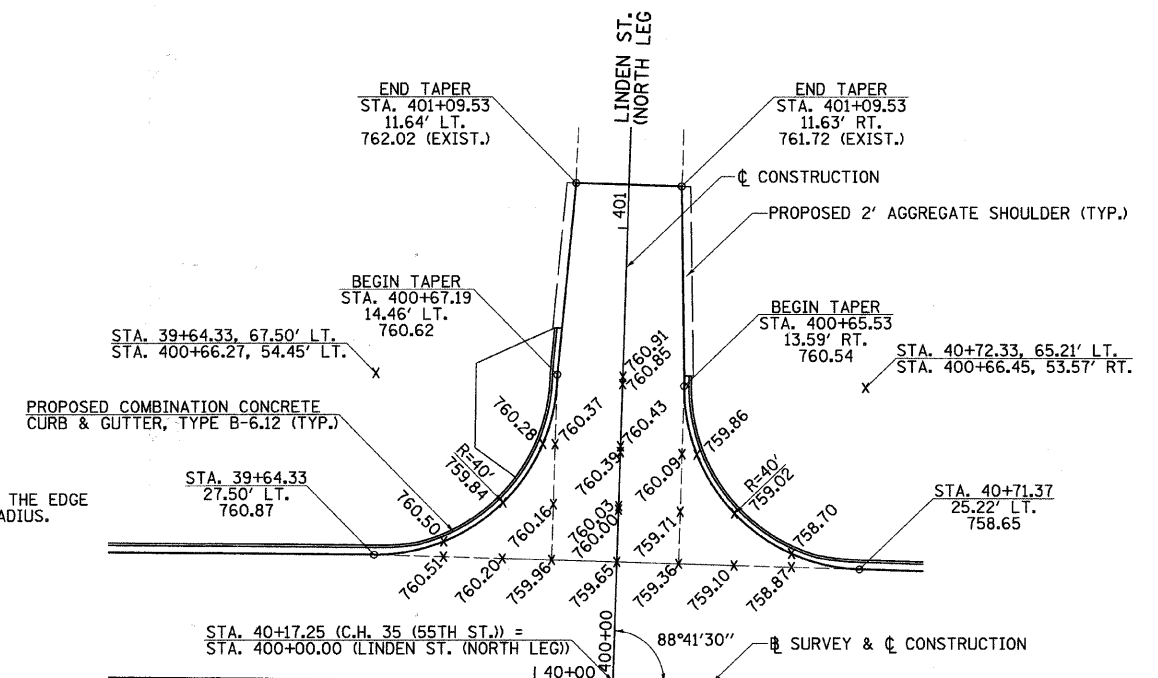 LINDEN ST.
(NORTH LEG
END TAPER
STA. 401+09.53
11.64' LT.
762.02 (EXIST.)
END TAPER
STA. 401+09.53
11.63' RT.
761.72 (EXIST.)
℄ CONSTRUCTION
401
PROPOSED 2' AGGREGATE SHOULDER (TYP.)
BEGIN TAPER
STA. 400+67.19
14.46' LT.
760.62
BEGIN TAPER
STA. 400+65.53
13.59' RT.
760.54
STA. 39+64.33, 67.50' LT.
STA. 400+66.27, 54.45' LT.
STA. 40+72.33, 65.21' LT.
STA. 400+66.45, 53.57' RT.
760.91
760.85
PROPOSED COMBINATION CONCRETE
CURB & GUTTER, TYPE B-6.12 (TYP.)
760.28
760.37
760.43
759.86
R=40'
759.84
760.39
760.09
R=40'
759.02
STA. 39+64.33
27.50' LT.
760.87
STA. 40+71.37
25.22' LT.
758.65
THE EDGE
ADIUS.
760.50
760.16
760.03
760.00
759.71
758.70
760.51
760.20
759.96
759.65
759.36
759.10
758.87
STA. 40+17.25 (C.H. 35 (55TH ST.)) =
STA. 400+00.00 (LINDEN ST. (NORTH LEG))
400+00
88°41'30"
℄ SURVEY & ℄ CONSTRUCTION
40+00